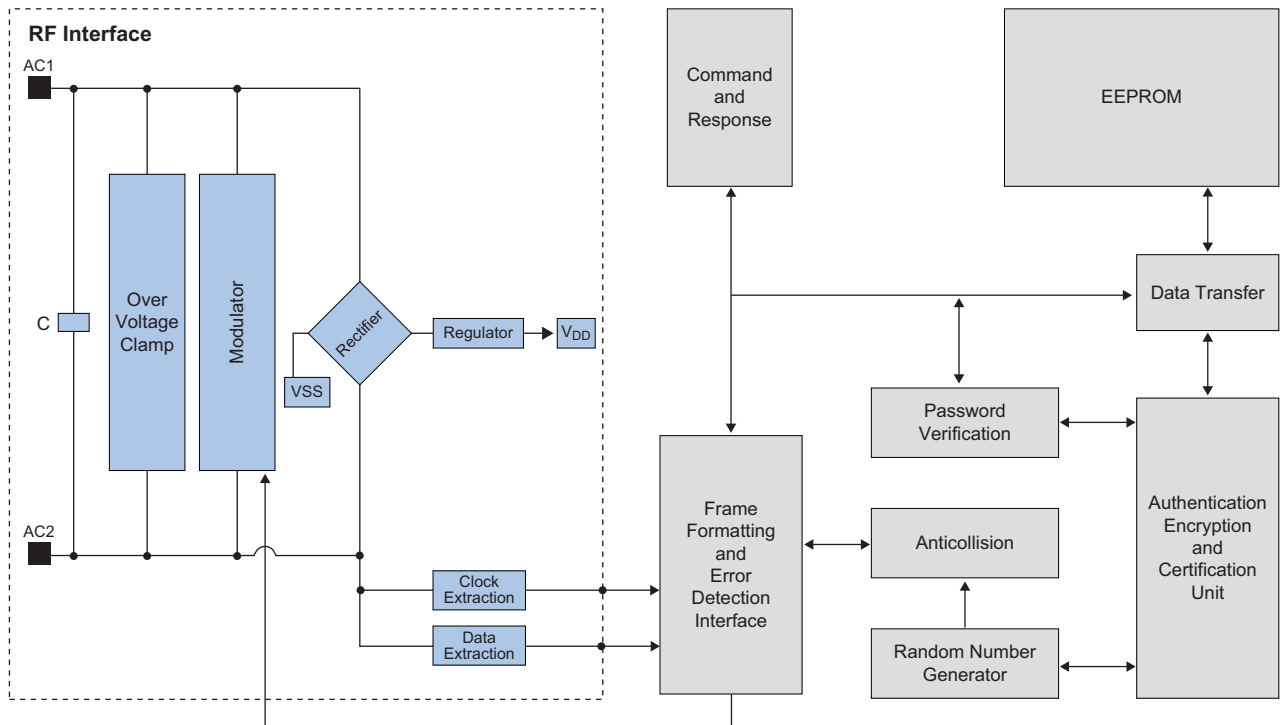 RF Interface
AC1
C
Over
Voltage
Clamp
Modulator
Rectifier
VSS
Regulator
VDD
AC2
Clock
Extraction
Data
Extraction
Command
and
Response
EEPROM
Data Transfer
Password
Verification
Frame
Formatting
and
Error
Detection
Interface
Anticollision
Random Number
Generator
Authentication
Encryption
and
Certification
Unit